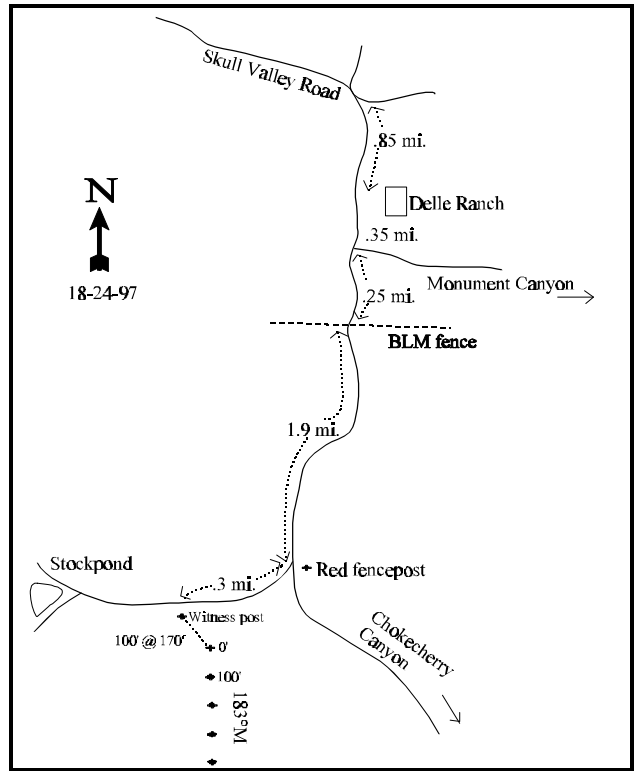 Skull Valley Road
.85 mi.
N
Delle Ranch
.35 mi.
18-24-97
Monument Canyon
.25 mi.
BLM fence
1.9 mi.
Stockpond
Red fencepost
.3 mi.
Witness post
100' @ 170°
0'
100'
183°M
Chokecherry
Canyon